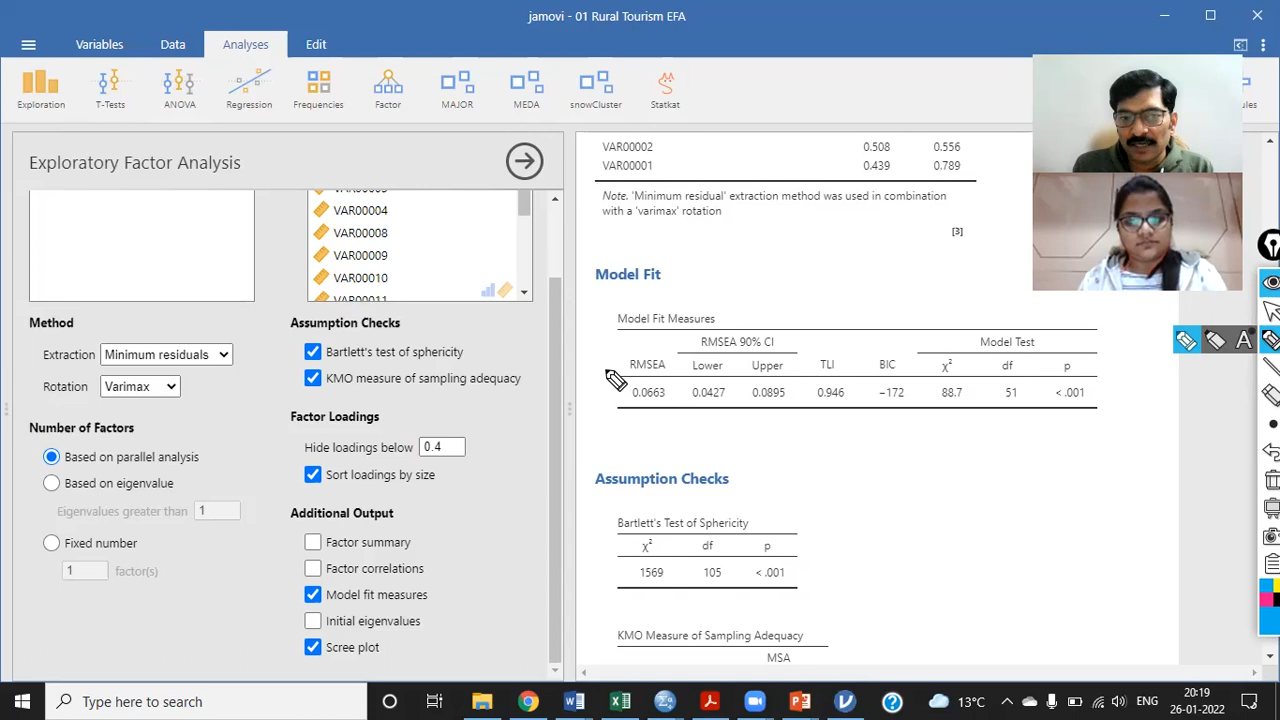 jamovi - 01 Rural Tourism EFA
Variables Data Analyses Edit
Exploration T-Tests ANOVA Regression Frequencies Factor MAJOR MEDA snowCluster Statkat
Exploratory Factor Analysis
VAR00004
VAR00008
VAR00009
VAR00010
VAR00011
Method
Extraction Minimum residuals
Rotation Varimax
Number of Factors
Based on parallel analysis
Based on eigenvalue
Eigenvalues greater than 1
Fixed number
1 factor(s)
Assumption Checks
Bartlett's test of sphericity
KMO measure of sampling adequacy
Factor Loadings
Hide loadings below 0.4
Sort loadings by size
Additional Output
Factor summary
Factor correlations
Model fit measures
Initial eigenvalues
Scree plot
VAR00002 0.508 0.556
VAR00001 0.439 0.789
Note. 'Minimum residual' extraction method was used in combination
with a 'varimax' rotation
[3]
Model Fit
Model Fit Measures
RMSEA 90% CI Model Test
RMSEA Lower Upper TLI BIC χ² df p
0.0663 0.0427 0.0895 0.946 −172 88.7 51 < .001
Assumption Checks
Bartlett's Test of Sphericity
χ² df p
1569 105 < .001
KMO Measure of Sampling Adequacy
MSA
A
Type here to search
13°C
ENG
20:19
26-01-2022